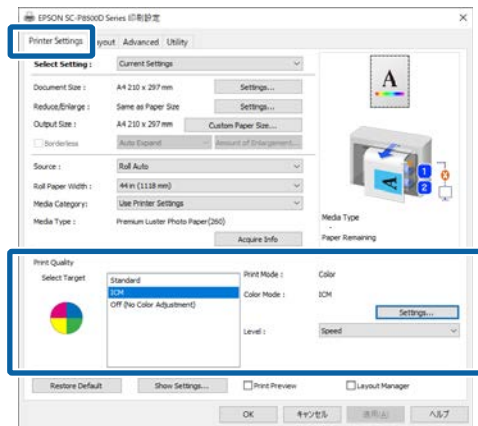 EPSON SC-P8500D Series 印刷設定
Printer Settings yout Advanced Utility
Select Setting : Current Settings
Document Size : A4 210 x 297 mm Settings...
Reduce/Enlarge : Same as Paper Size Settings...
Output Size : A4 210 x 297 mm Custom Paper Size...
Borderless Auto Expand Amount of Enlargement...
Source : Roll Auto
Roll Paper Width : 44 in (1118 mm)
Media Category: Use Printer Settings
Media Type : Premium Luster Photo Paper(260)
Acquire Info
A
A
1
2
Media Type
-
Paper Remaining
Print Quality
Select Target
Standard
ICM
Off (No Color Adjustment)
Print Mode : Color
Color Mode : ICM
Settings...
Level : Speed
Restore Default Show Settings... Print Preview Layout Manager
OK キャンセル 適用(A) ヘルプ